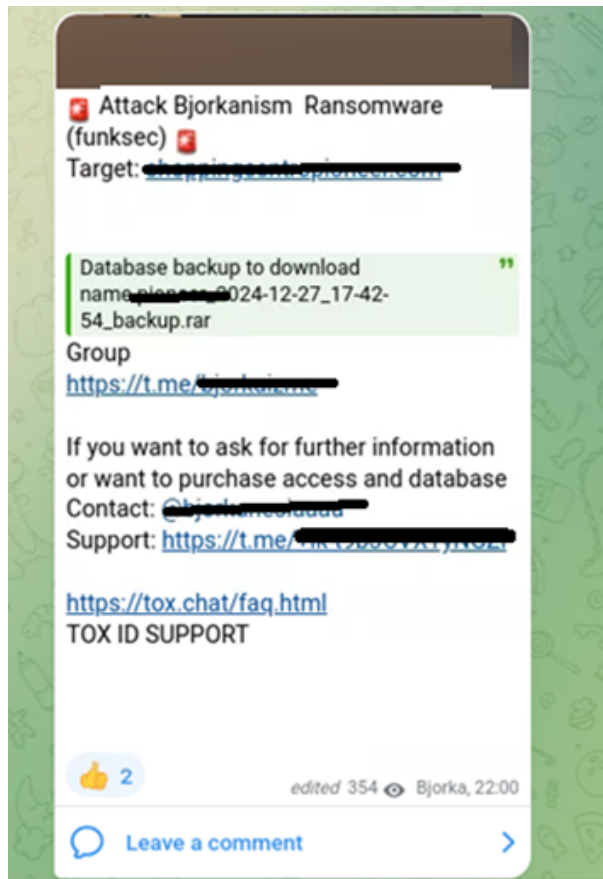 🚨 Attack Bjorkanism Ransomware
(funksec) 🚨
Target:
Database backup to download
name 2024-12-27_17-42-
54_backup.rar
Group
https://t.me/
If you want to ask for further information
or want to purchase access and database
Contact:
Support: https://t.me/
https://tox.chat/faq.html
TOX ID SUPPORT
👍 2
edited 354 Bjorka, 22:00
Leave a comment